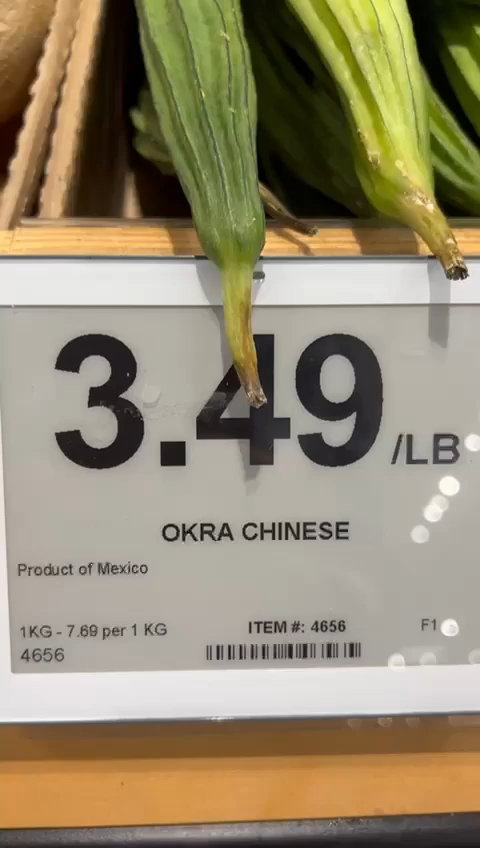 3.49 /LB
OKRA CHINESE
Product of Mexico
1KG - 7.69 per 1 KG
ITEM #: 4656
F1
4656